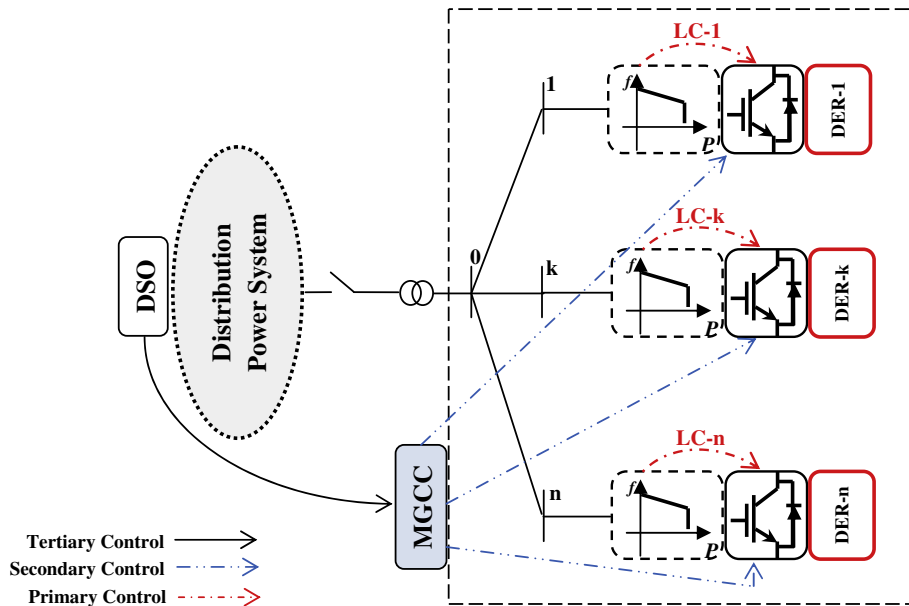 LC-1
1
f
P
DER-1
LC-k
0
k
f
P
DER-k
DSO
Distribution
Power System
LC-n
MGCC
n
f
P
DER-n
Tertiary Control
Secondary Control
Primary Control